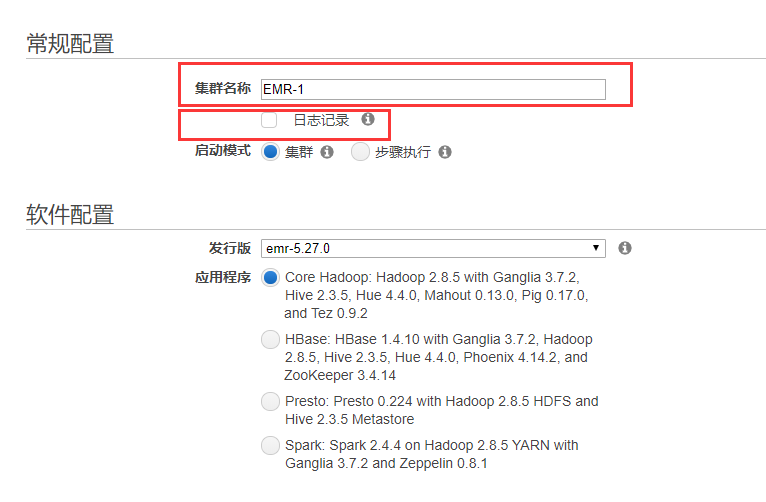 常规配置
集群名称 EMR-1
日志记录
启动模式 集群 步骤执行
软件配置
发行版 emr-5.27.0
应用程序 Core Hadoop: Hadoop 2.8.5 with Ganglia 3.7.2,
Hive 2.3.5, Hue 4.4.0, Mahout 0.13.0, Pig 0.17.0,
and Tez 0.9.2
HBase: HBase 1.4.10 with Ganglia 3.7.2, Hadoop
2.8.5, Hive 2.3.5, Hue 4.4.0, Phoenix 4.14.2, and
ZooKeeper 3.4.14
Presto: Presto 0.224 with Hadoop 2.8.5 HDFS and
Hive 2.3.5 Metastore
Spark: Spark 2.4.4 on Hadoop 2.8.5 YARN with
Ganglia 3.7.2 and Zeppelin 0.8.1